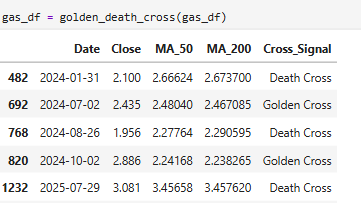 gas_df = golden_death_cross(gas_df)
Date Close MA_50 MA_200 Cross_Signal
482 2024-01-31 2.100 2.66624 2.673700 Death Cross
692 2024-07-02 2.435 2.48040 2.467085 Golden Cross
768 2024-08-26 1.956 2.27764 2.290595 Death Cross
820 2024-10-02 2.886 2.24168 2.238265 Golden Cross
1232 2025-07-29 3.081 3.45658 3.457620 Death Cross